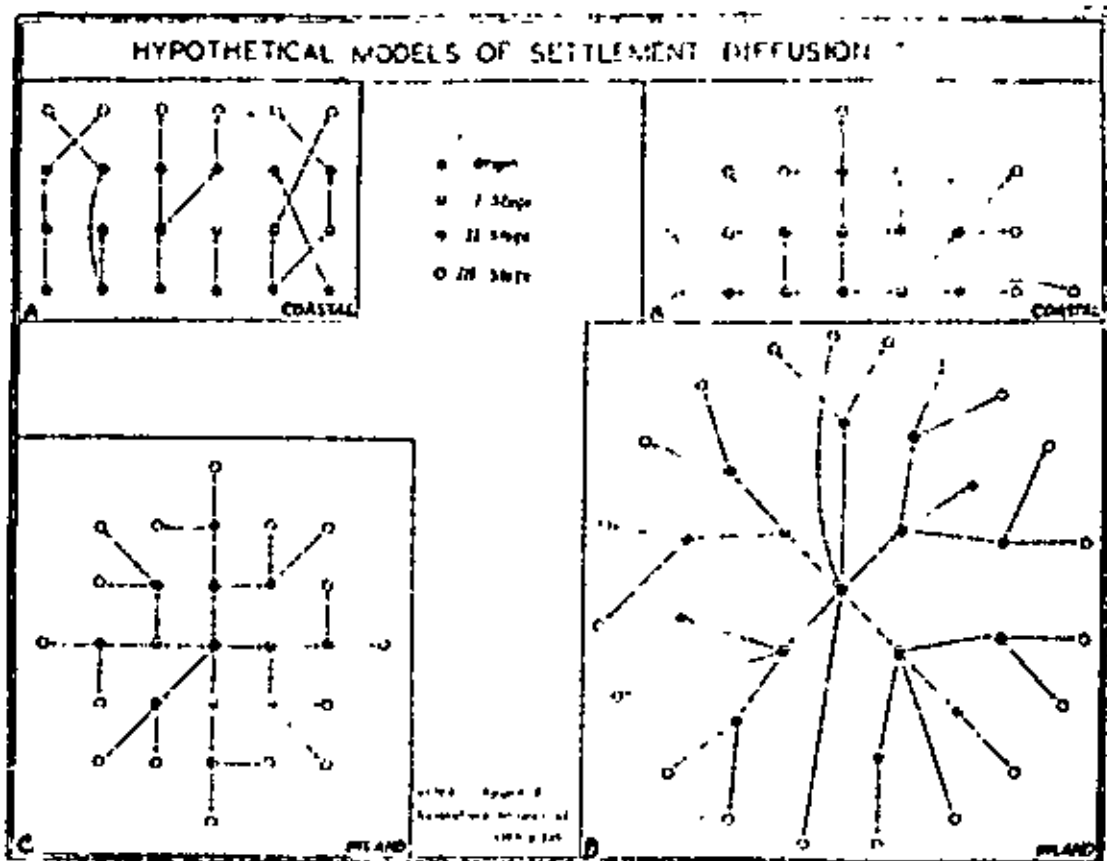 HYPOTHETICAL MODELS OF SETTLEMENT DIFFUSION
Origin
I Stage
II Stage
O III Stage
A COASTAL
B COASTAL
C INLAND
D INLAND